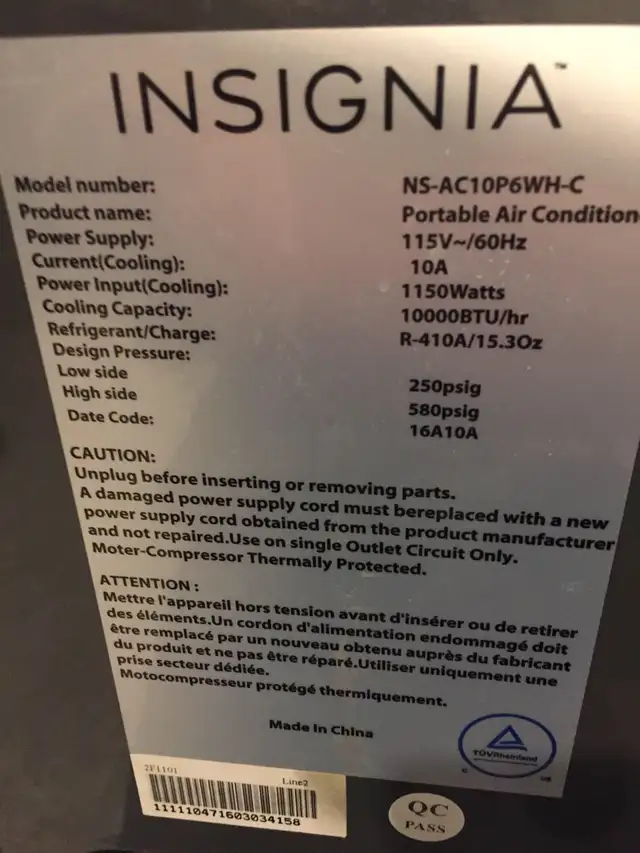 INSIGNIA™
Model number: NS-AC10P6WH-C
Product name: Portable Air Condition
Power Supply: 115V~/60Hz
Current(Cooling): 10A
Power Input(Cooling): 1150Watts
Cooling Capacity: 10000BTU/hr
Refrigerant/Charge: R-410A/15.3Oz
Design Pressure:
Low side 250psig
High side 580psig
Date Code: 16A10A
CAUTION:
Unplug before inserting or removing parts.
A damaged power supply cord must bereplaced with a new
power supply cord obtained from the product manufacturer
and not repaired.Use on single Outlet Circuit Only.
Moter-Compressor Thermally Protected.
ATTENTION :
Mettre l'appareil hors tension avant d'insérer ou de retirer
des éléments.Un cordon d'alimentation endommagé doit
être remplacé par un nouveau obtenu auprès du fabricant
du produit et ne pas être réparé.Utiliser uniquement une
prise secteur dédiée.
Motocompresseur protégé thermiquement.
Made In China
TÜVRheinland
c us
2F1101 Line2
111110471603034158
QC
PASS